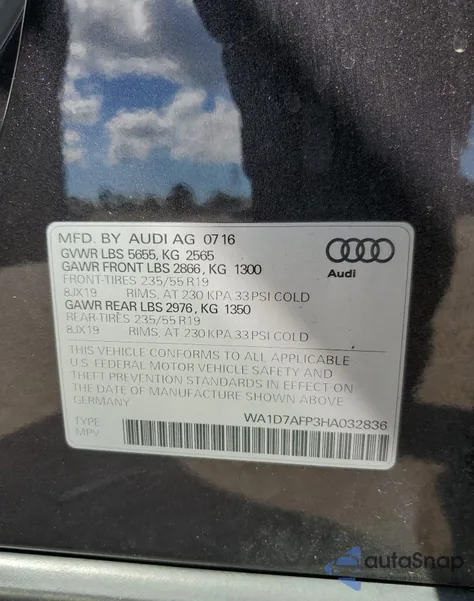 MFD. BY AUDI AG 0716
GVWR LBS 5655, KG 2565
GAWR FRONT LBS 2866, KG 1300
FRONT-TIRES 235/55 R19
8JX19 RIMS, AT 230 KPA 33 PSI COLD
GAWR REAR LBS 2976, KG 1350
REAR-TIRES 235/55 R19
8JX19 RIMS, AT 230 KPA 33 PSI COLD
Audi
THIS VEHICLE CONFORMS TO ALL APPLICABLE
U.S. FEDERAL MOTOR VEHICLE SAFETY AND
THEFT PREVENTION STANDARDS IN EFFECT ON
THE DATE OF MANUFACTURE SHOWN ABOVE
GERMANY
WA1D7AFP3HA032836
TYPE
MPV
autoSnap